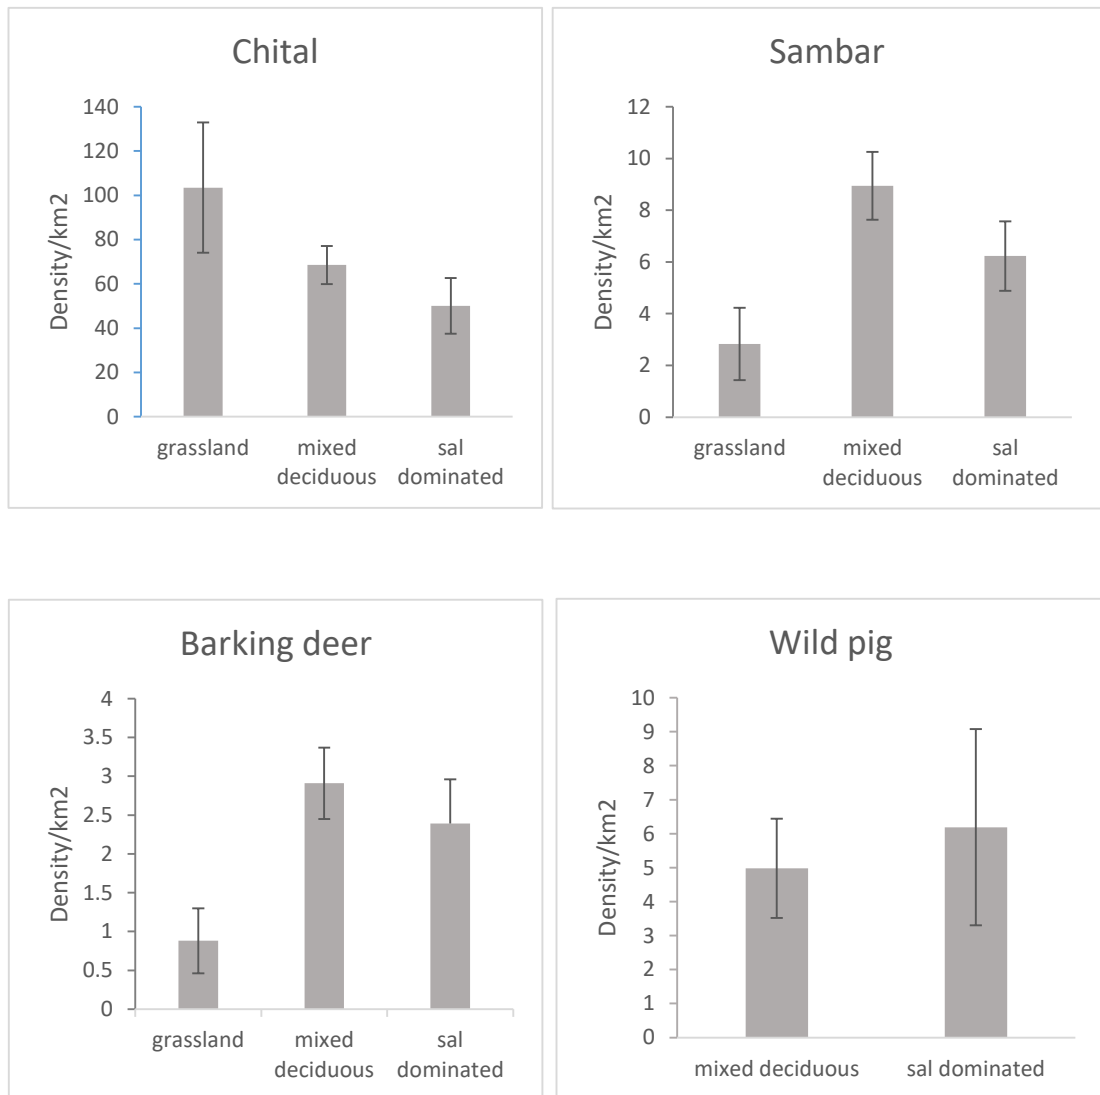 Chital
140
120
100
80
60
40
20
0
Density/km2
grassland
mixed
deciduous
sal
dominated
Sambar
12
10
8
6
4
2
0
Density/km2
grassland
mixed
deciduous
sal
dominated
Barking deer
4
3.5
3
2.5
2
1.5
1
0.5
0
Density/km2
grassland
mixed
deciduous
sal
dominated
Wild pig
10
9
8
7
6
5
4
3
2
1
0
Density/km2
mixed deciduous
sal dominated